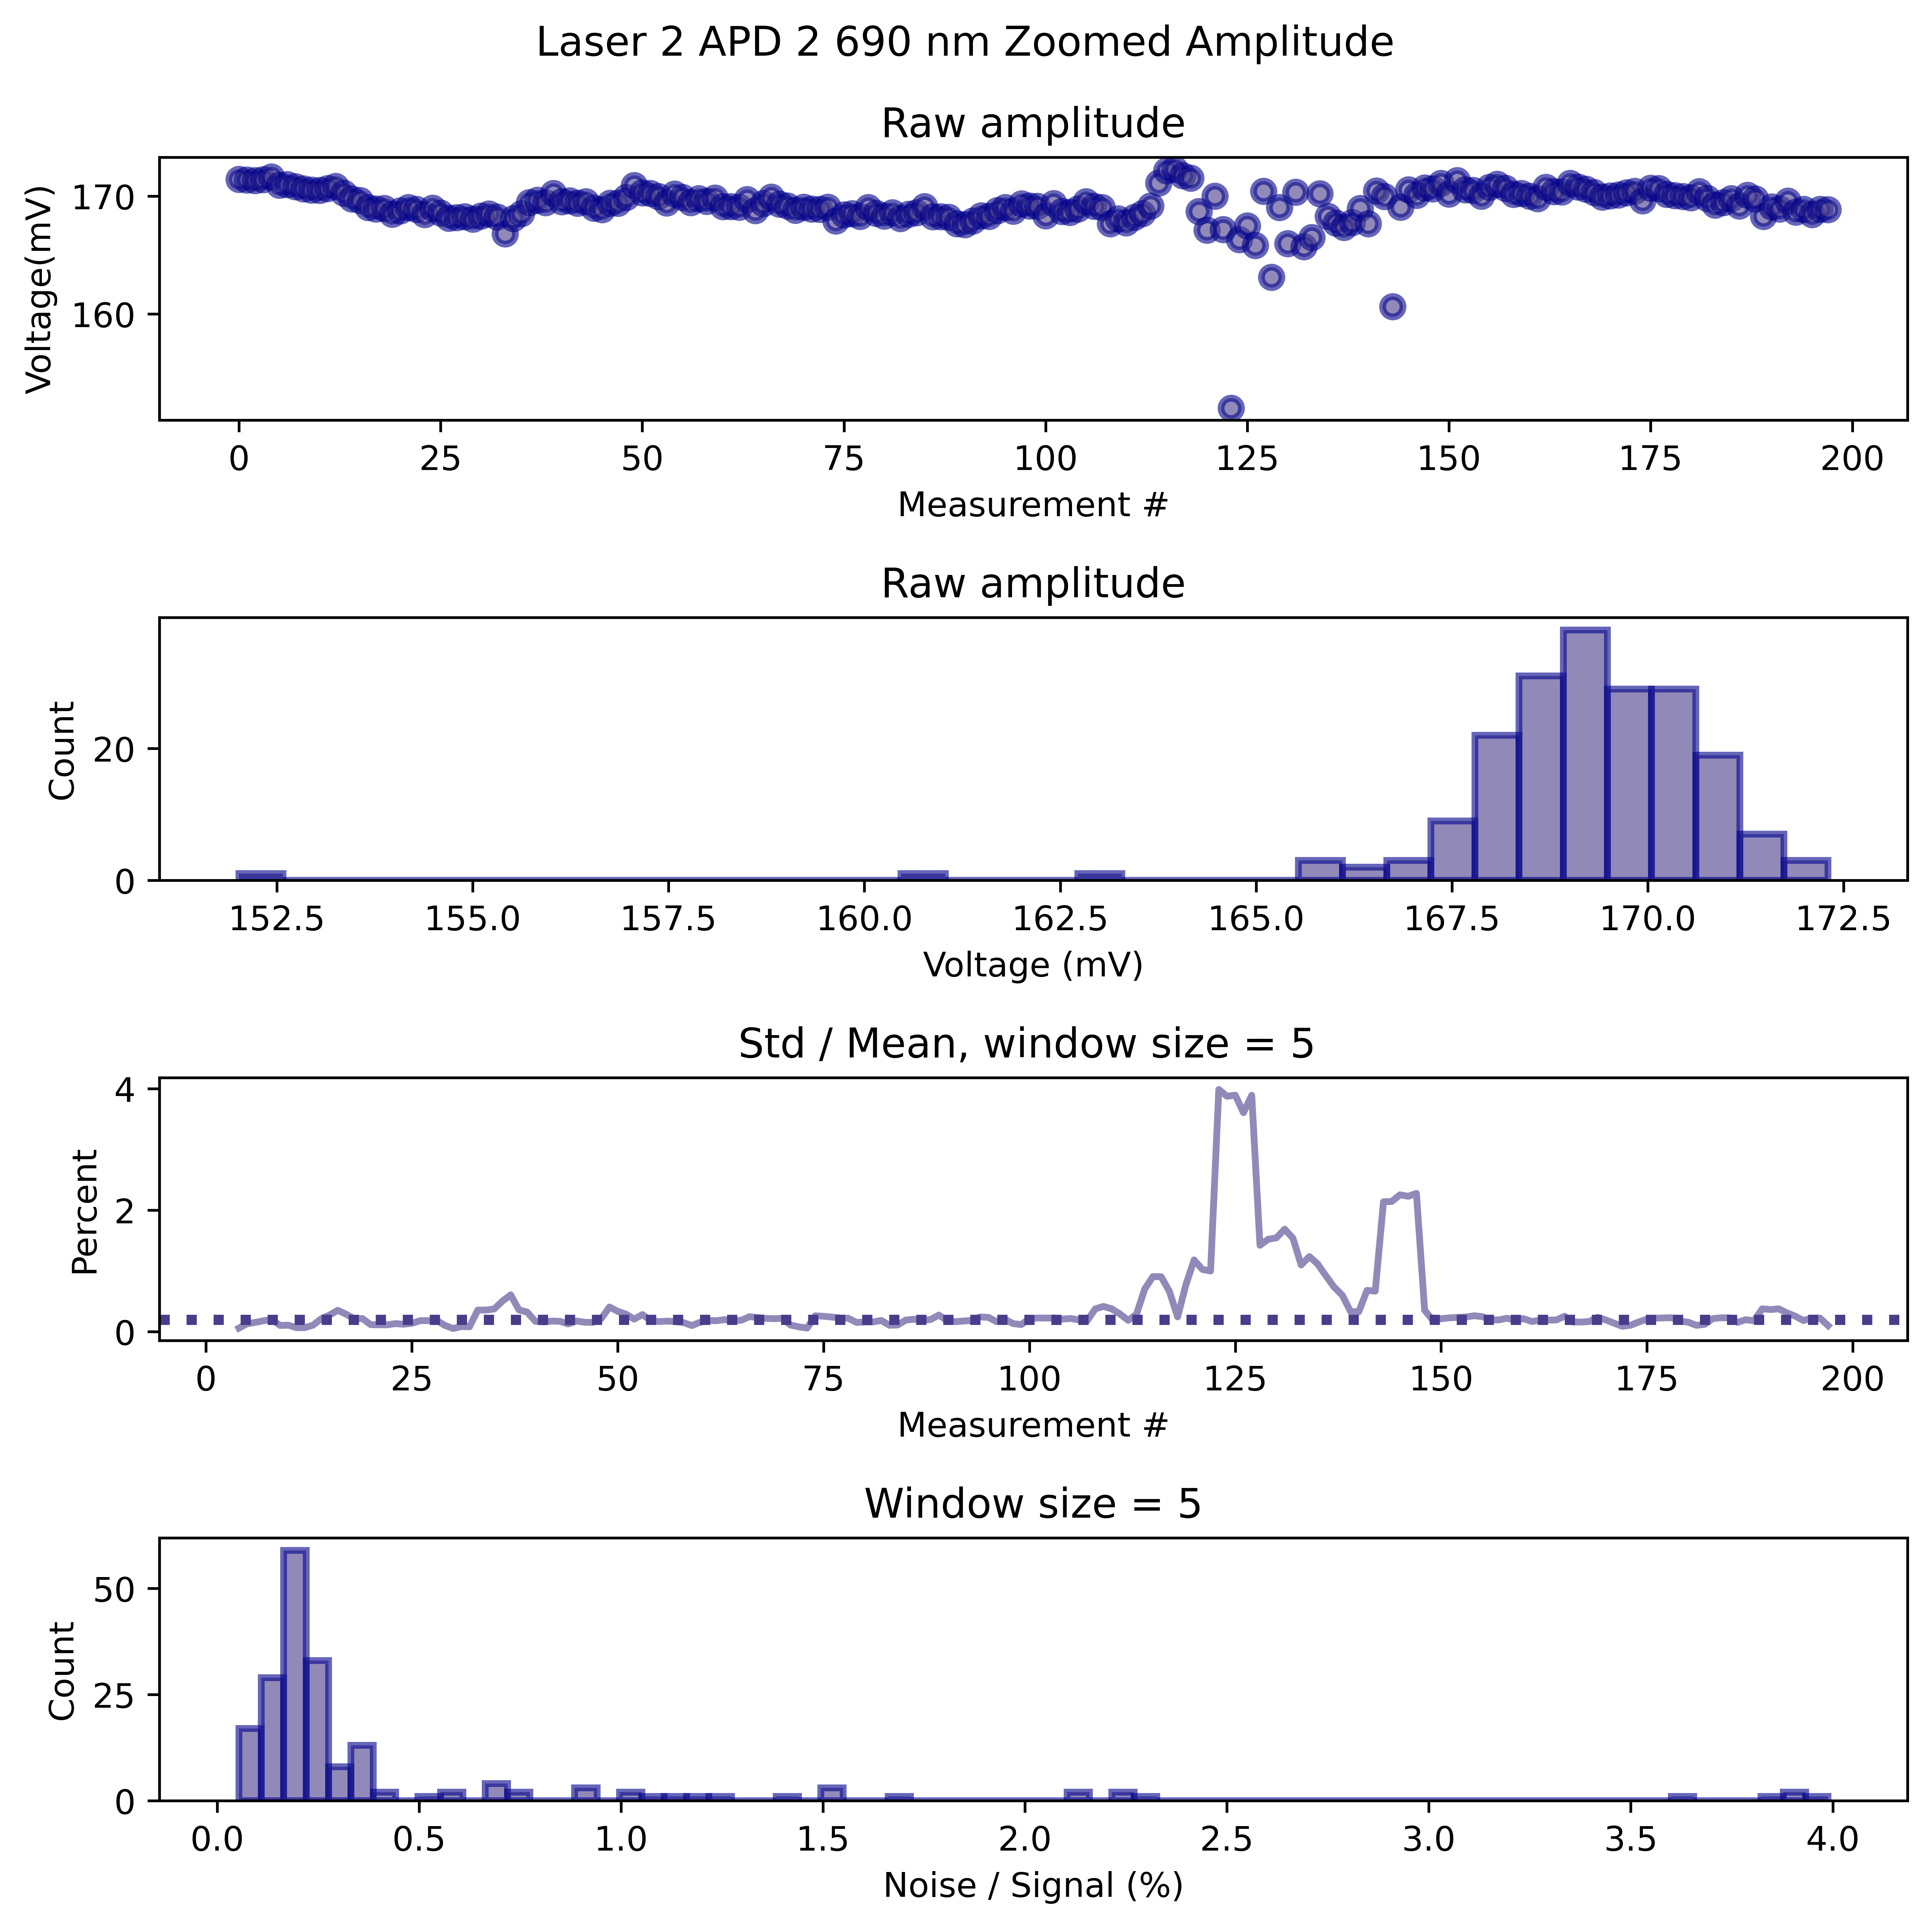 Laser 2 APD 2 690 nm Zoomed Amplitude
Raw amplitude
Voltage(mV)
170
160
0 25 50 75 100 125 150 175 200
Measurement #
Raw amplitude
Count
20
0
152.5 155.0 157.5 160.0 162.5 165.0 167.5 170.0 172.5
Voltage (mV)
Std / Mean, window size = 5
Percent
4
2
0
0 25 50 75 100 125 150 175 200
Measurement #
Window size = 5
Count
50
25
0
0.0 0.5 1.0 1.5 2.0 2.5 3.0 3.5 4.0
Noise / Signal (%)